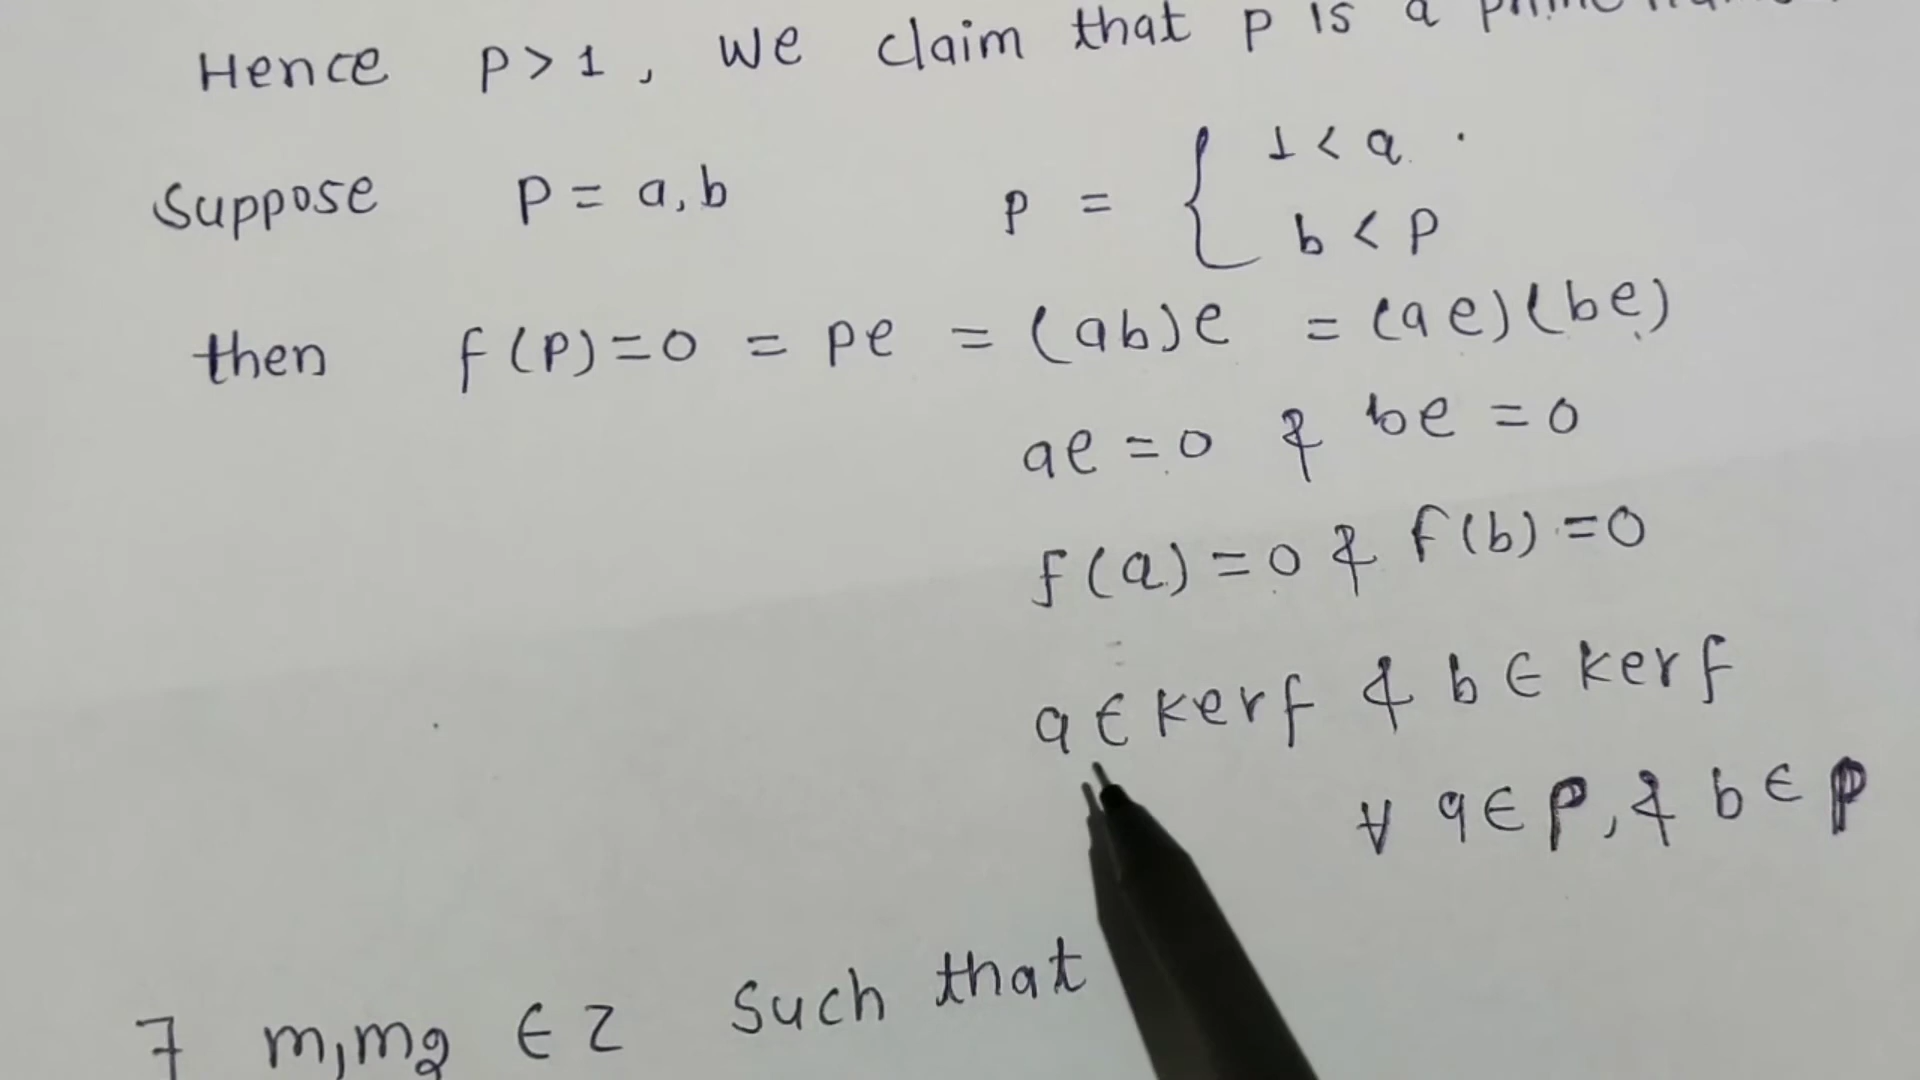 Hence p > 1, we claim that p is a
Suppose p = a, b p = { 1 < a .
b < p
then f(p) = 0 = pe = (ab)e = (ae)(be)
ae = 0 & be = 0
f(a) = 0 & f(b) = 0
a ∈ kerf & b ∈ kerf
∀ a ∈ p, & b ∈ p
∃ m, m2 ∈ Z such that